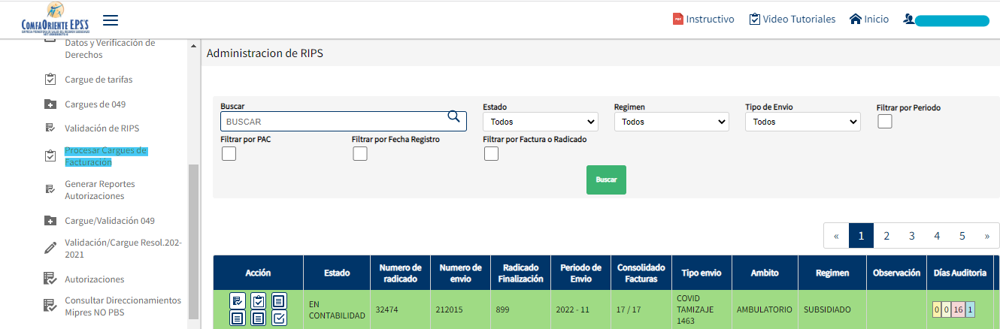 COMFAORIENTE EPS'S
Instructivo
Video Tutoriales
Inicio
Datos y Verificación de
Derechos
Cargue de tarifas
Cargues de 049
Validación de RIPS
Procesar Cargues de
Facturación
Generar Reportes
Autorizaciones
Cargue/Validación 049
Validación/Cargue Resol.202-
2021
Autorizaciones
Consultar Direccionamientos
Mipres NO PBS
Administracion de RIPS
Buscar
Estado
Regimen
Tipo de Envio
Filtrar por Periodo
BUSCAR
Todos
Todos
Todos
Filtrar por PAC
Filtrar por Fecha Registro
Filtrar por Factura o Radicado
Buscar
« 1 2 3 4 5 »
Acción
Estado
Numero de
radicado
Numero de
envio
Radicado
Finalización
Periodo de
Envio
Consolidado
Facturas
Tipo envio
Ambito
Regimen
Observación
Días Auditoria
EN
CONTABILIDAD
32474
212015
899
2022 - 11
17 / 17
COVID
TAMIZAJE
1463
AMBULATORIO
SUBSIDIADO
0 0 16 1